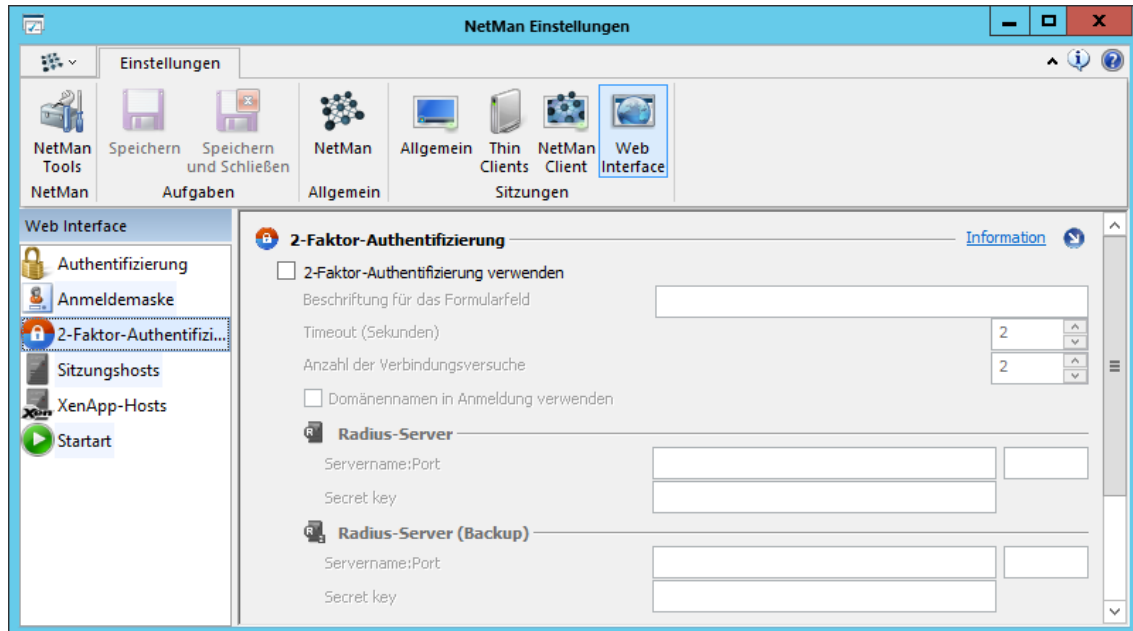 NetMan Einstellungen
Einstellungen
NetMan Tools
Speichern
Speichern und Schließen
NetMan
Allgemein
Thin Clients
NetMan Client
Web Interface
NetMan
Aufgaben
Allgemein
Sitzungen
Web Interface
Authentifizierung
Anmeldemaske
2-Faktor-Authentifizi...
Sitzungshosts
Xen XenApp-Hosts
Startart
2-Faktor-Authentifizierung
Information
2-Faktor-Authentifizierung verwenden
Beschriftung für das Formularfeld
Timeout (Sekunden) 2
Anzahl der Verbindungsversuche 2
Domänennamen in Anmeldung verwenden
R Radius-Server
Servername:Port
Secret key
R Radius-Server (Backup)
Servername:Port
Secret key